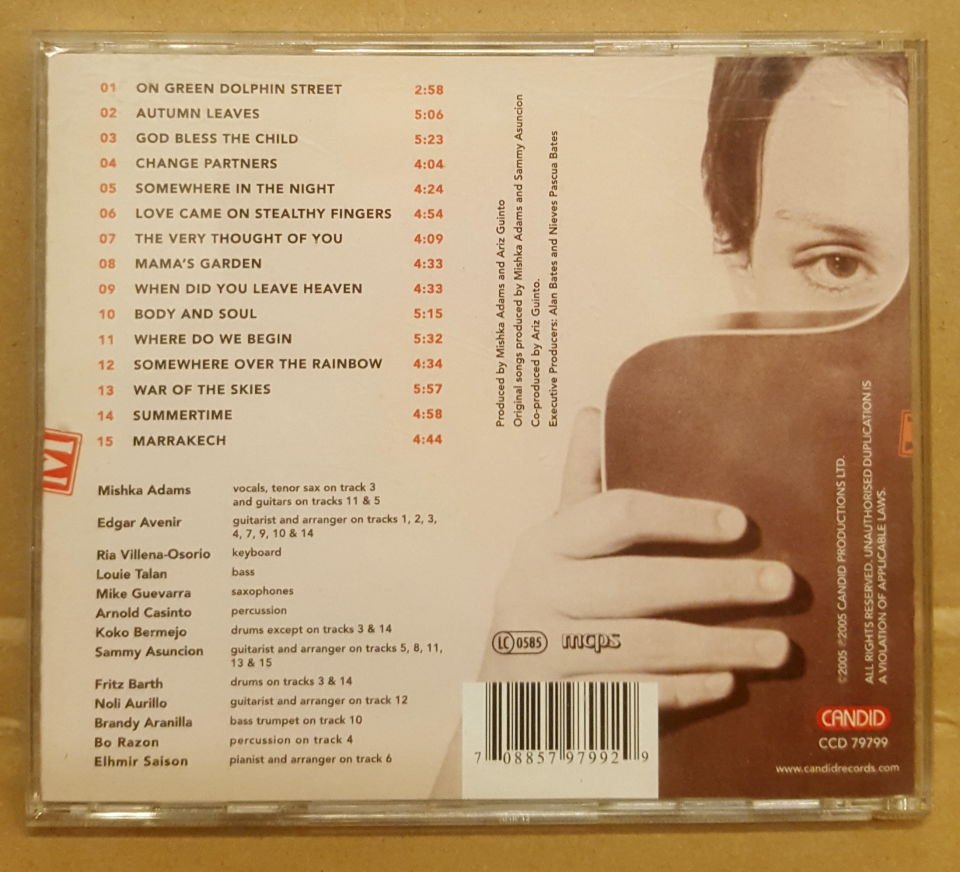 01 ON GREEN DOLPHIN STREET 2:58
02 AUTUMN LEAVES 5:06
03 GOD BLESS THE CHILD 5:23
04 CHANGE PARTNERS 4:04
05 SOMEWHERE IN THE NIGHT 4:24
06 LOVE CAME ON STEALTHY FINGERS 4:54
07 THE VERY THOUGHT OF YOU 4:09
08 MAMA'S GARDEN 4:33
09 WHEN DID YOU LEAVE HEAVEN 4:33
10 BODY AND SOUL 5:15
11 WHERE DO WE BEGIN 5:32
12 SOMEWHERE OVER THE RAINBOW 4:34
13 WAR OF THE SKIES 5:57
14 SUMMERTIME 4:58
15 MARRAKECH 4:44
Mishka Adams vocals, tenor sax on track 3
and guitars on tracks 11 & 5
Edgar Avenir guitarist and arranger on tracks 1, 2, 3,
4, 7, 9, 10 & 14
Ria Villena-Osorio keyboard
Louie Talan bass
Mike Guevarra saxophones
Arnold Casinto percussion
Koko Bermejo drums except on tracks 3 & 14
Sammy Asuncion guitarist and arranger on tracks 5, 8, 11,
13 & 15
Fritz Barth drums on tracks 3 & 14
Noli Aurillo guitarist and arranger on track 12
Brandy Aranilla bass trumpet on track 10
Bo Razon percussion on track 4
Elhmir Saison pianist and arranger on track 6
Produced by Mishka Adams and Ariz Guinto
Original songs produced by Mishka Adams and Sammy Asuncion
Co-produced by Ariz Guinto.
Executive Producers: Alan Bates and Nieves Pascua Bates
LC 0585 mcps
7 08857 97992 9
©2005 ℗2005 CANDID PRODUCTIONS LTD.
ALL RIGHTS RESERVED. UNAUTHORISED DUPLICATION IS
A VIOLATION OF APPLICABLE LAWS.
CANDID
CCD 79799
www.candidrecords.com